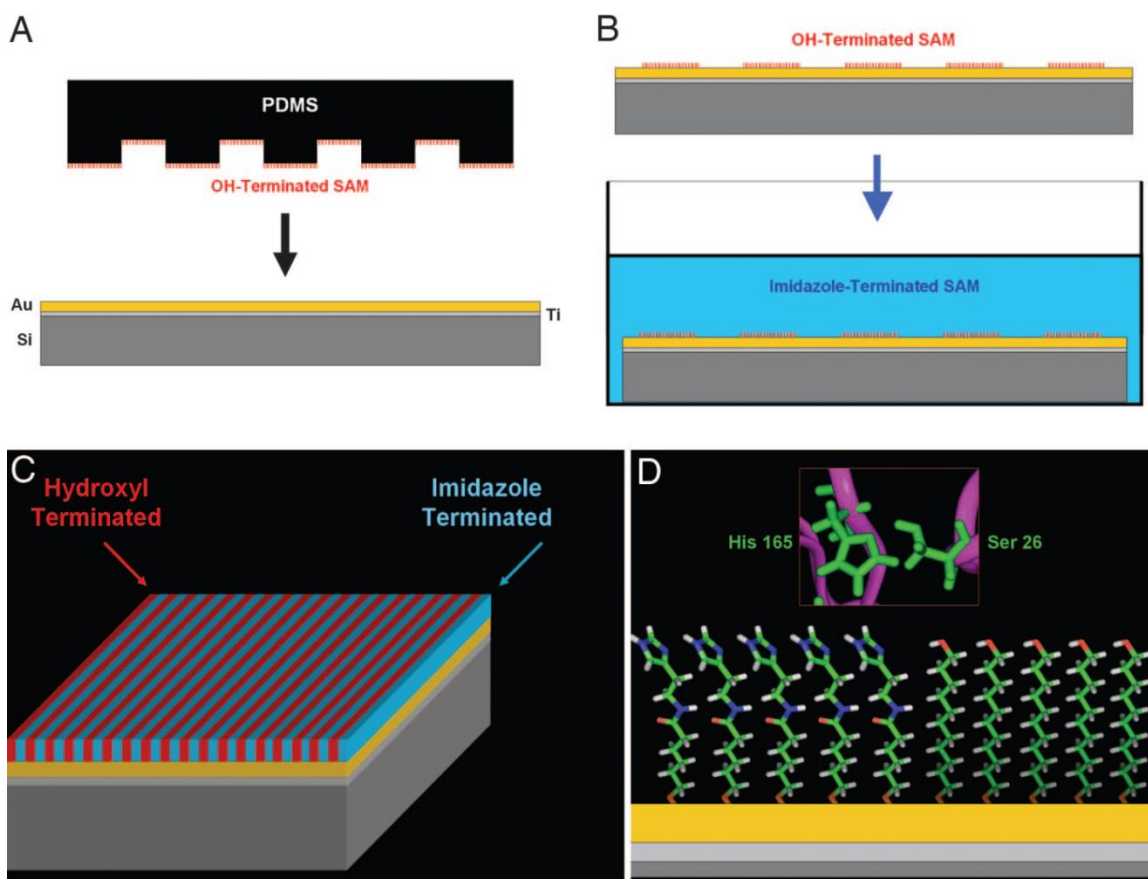 A
PDMS
OH-Terminated SAM
Au
Ti
Si
B
OH-Terminated SAM
Imidazole-Terminated SAM
C
Hydroxyl
Terminated
Imidazole
Terminated
D
His 165
Ser 26